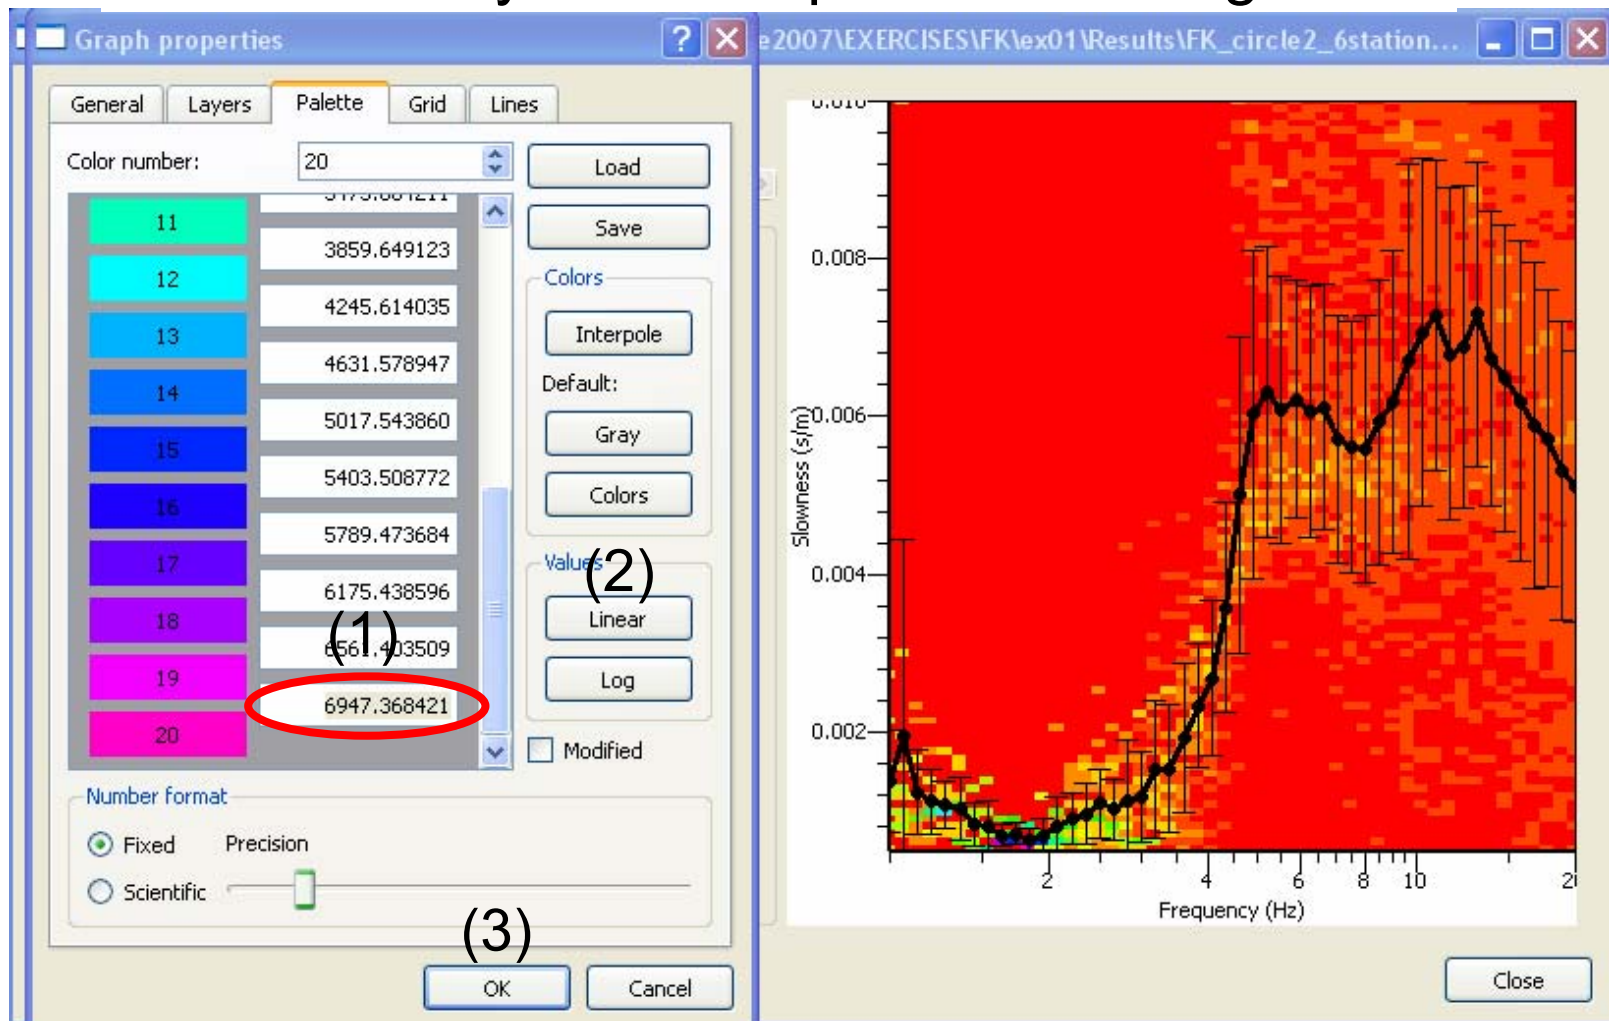 Graph properties
e2007\EXERCISES\FK\ex01\Results\FK_circle2_6station...
General Layers Palette Grid Lines
Color number: 20
Load
Save
11
3859.649123
12
4245.614035
13
4631.578947
14
5017.543860
15
5403.508772
16
5789.473684
17
6175.438596
18
(1)
6561.403509
19
6947.368421
20
Colors
Interpole
Default:
Gray
Colors
Values
(2)
Linear
Log
Modified
Number format
Fixed Precision
Scientific
(3)
OK Cancel
0.010
0.008
0.006
0.004
0.002
Slowness (s/m)
2 4 6 8 10
Frequency (Hz)
Close